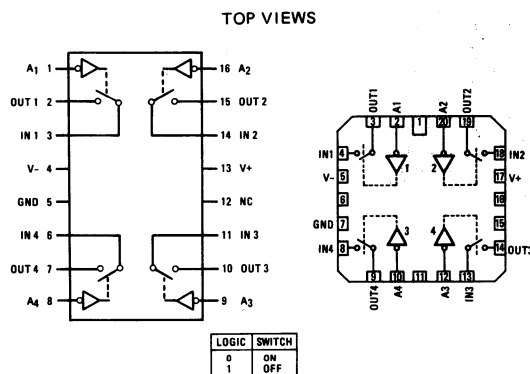 TOP VIEWS
A1 1
16 A2
OUT 1 2
15 OUT 2
IN 1 3
14 IN 2
V- 4
13 V+
GND 5
12 NC
IN 4 6
11 IN 3
OUT 4 7
10 OUT 3
A4 8
9 A3
OUT1 A1 A2 OUT2
3 2 1 20 19
IN1 4
18 IN2
1 2
V- 5
17 V+
6
16
GND 7
15
3 4
IN4 8
14 OUT3
9 10 11 12 13
OUT4 A4 A3 IN3
LOGIC SWITCH
0 ON
1 OFF